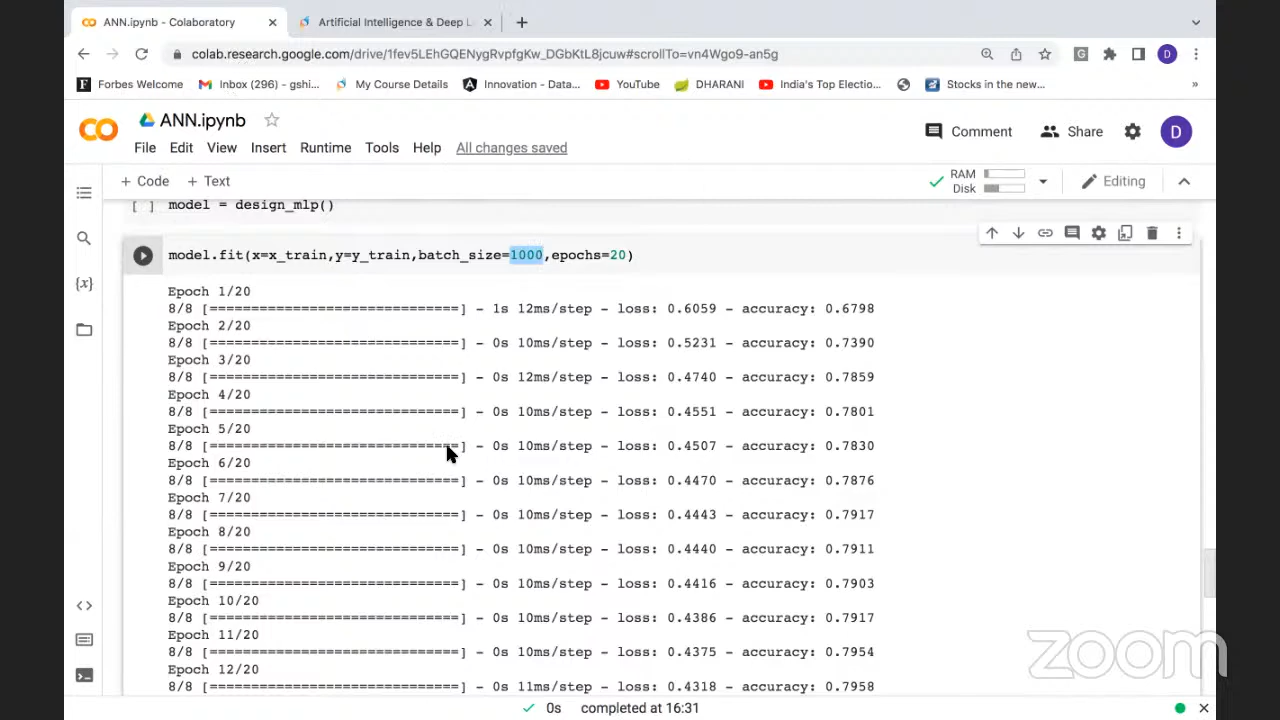 ANN.ipynb - Colaboratory
Artificial Intelligence & Deep L
colab.research.google.com/drive/1fev5LEhGQENygRvpfgKw_DGbKtL8jcuw#scrollTo=vn4Wgo9-an5g
G
D
Forbes Welcome
Inbox (296) - gshi...
My Course Details
Innovation - Data...
YouTube
DHARANI
India's Top Electio...
Stocks in the new...
»
ANN.ipynb
Comment
Share
D
File Edit View Insert Runtime Tools Help All changes saved
+ Code + Text
RAM
Disk
Editing
[ ] model = design_mlp()
model.fit(x=x_train,y=y_train,batch_size=1000,epochs=20)
Epoch 1/20
8/8 [==============================] - 1s 12ms/step - loss: 0.6059 - accuracy: 0.6798
Epoch 2/20
8/8 [==============================] - 0s 10ms/step - loss: 0.5231 - accuracy: 0.7390
Epoch 3/20
8/8 [==============================] - 0s 12ms/step - loss: 0.4740 - accuracy: 0.7859
Epoch 4/20
8/8 [==============================] - 0s 10ms/step - loss: 0.4551 - accuracy: 0.7801
Epoch 5/20
8/8 [==============================] - 0s 10ms/step - loss: 0.4507 - accuracy: 0.7830
Epoch 6/20
8/8 [==============================] - 0s 10ms/step - loss: 0.4470 - accuracy: 0.7876
Epoch 7/20
8/8 [==============================] - 0s 10ms/step - loss: 0.4443 - accuracy: 0.7917
Epoch 8/20
8/8 [==============================] - 0s 10ms/step - loss: 0.4440 - accuracy: 0.7911
Epoch 9/20
8/8 [==============================] - 0s 10ms/step - loss: 0.4416 - accuracy: 0.7903
Epoch 10/20
8/8 [==============================] - 0s 10ms/step - loss: 0.4386 - accuracy: 0.7917
Epoch 11/20
8/8 [==============================] - 0s 10ms/step - loss: 0.4375 - accuracy: 0.7954
Epoch 12/20
8/8 [==============================] - 0s 11ms/step - loss: 0.4318 - accuracy: 0.7958
zoom
0s completed at 16:31